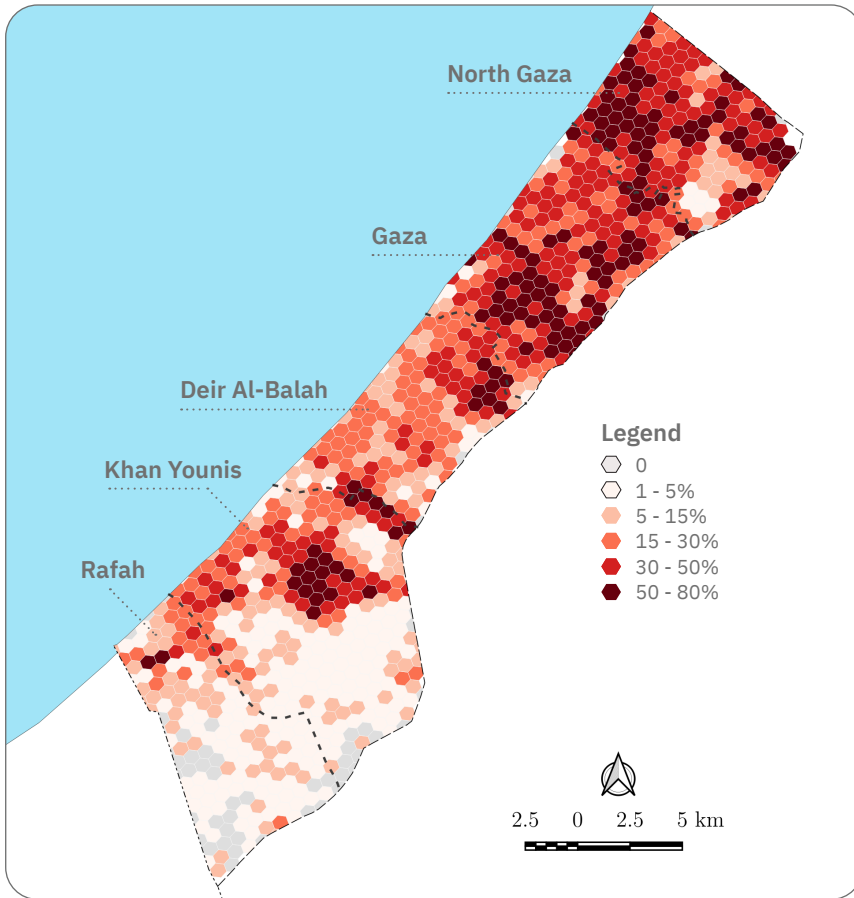 North Gaza
Gaza
Deir Al-Balah
Khan Younis
Rafah
Legend
0
1 - 5%
5 - 15%
15 - 30%
30 - 50%
50 - 80%
2.5 0 2.5 5 km